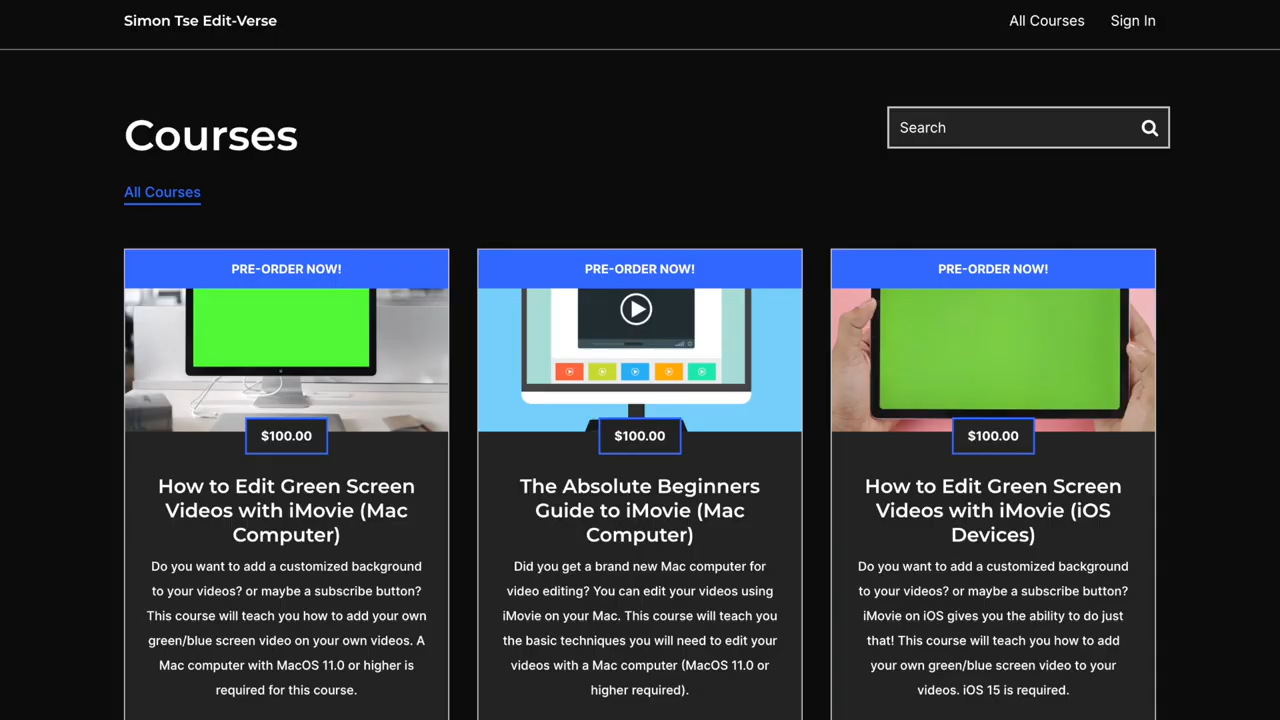 Simon Tse Edit-Verse
All Courses
Sign In
Courses
Search
All Courses
PRE-ORDER NOW!
$100.00
How to Edit Green Screen
Videos with iMovie (Mac
Computer)
Do you want to add a customized background
to your videos? or maybe a subscribe button?
This course will teach you how to add your own
green/blue screen video on your own videos. A
Mac computer with MacOS 11.0 or higher is
required for this course.
PRE-ORDER NOW!
$100.00
The Absolute Beginners
Guide to iMovie (Mac
Computer)
Did you get a brand new Mac computer for
video editing? You can edit your videos using
iMovie on your Mac. This course will teach you
the basic techniques you will need to edit your
videos with a Mac computer (MacOS 11.0 or
higher required).
PRE-ORDER NOW!
$100.00
How to Edit Green Screen
Videos with iMovie (iOS
Devices)
Do you want to add a customized background
to your videos? or maybe a subscribe button?
iMovie on iOS gives you the ability to do just
that! This course will teach you how to add
your own green/blue screen video to your
videos. iOS 15 is required.